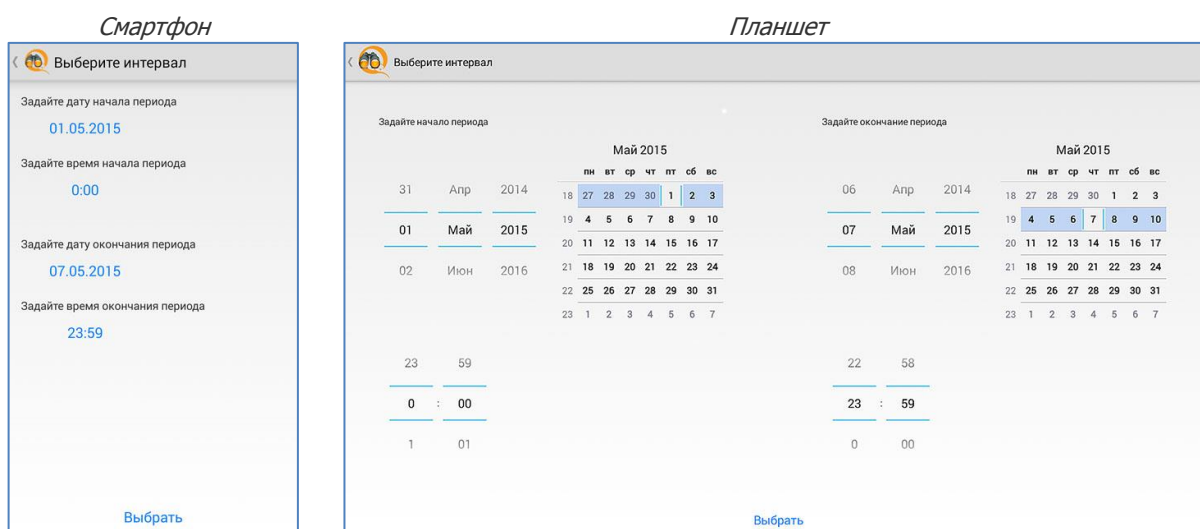 Смартфон
Выберите интервал
Задайте дату начала периода
01.05.2015
Задайте время начала периода
0:00
Задайте дату окончания периода
07.05.2015
Задайте время окончания периода
23:59
Выбрать
Планшет
Выберите интервал
Задайте начало периода
31 Апр 2014
01 Май 2015
02 Июн 2016
Май 2015
пн вт ср чт пт сб вс
18 27 28 29 30 1 2 3
19 4 5 6 7 8 9 10
20 11 12 13 14 15 16 17
21 18 19 20 21 22 23 24
22 25 26 27 28 29 30 31
23 1 2 3 4 5 6 7
23 59
0 : 00
1 01
Задайте окончание периода
06 Апр 2014
07 Май 2015
08 Июн 2016
Май 2015
пн вт ср чт пт сб вс
18 27 28 29 30 1 2 3
19 4 5 6 7 8 9 10
20 11 12 13 14 15 16 17
21 18 19 20 21 22 23 24
22 25 26 27 28 29 30 31
23 1 2 3 4 5 6 7
22 58
23 : 59
0 00
Выбрать